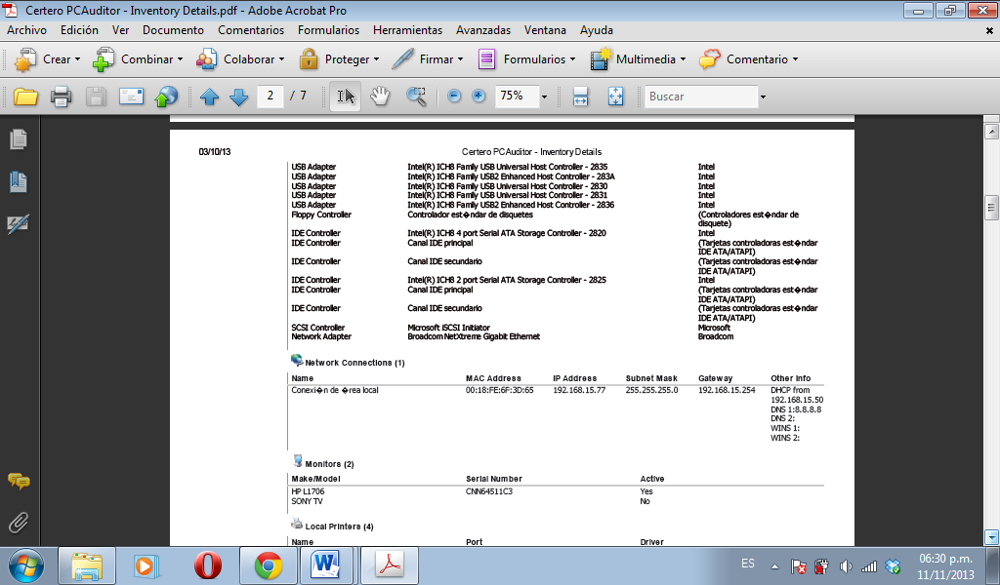 Certero PCAuditor - Inventory Details.pdf - Adobe Acrobat Pro
Archivo Edición Ver Documento Comentarios Formularios Herramientas Avanzadas Ventana Ayuda
Crear Combinar Colaborar Proteger Firmar Formularios Multimedia Comentario
2 / 7 75% Buscar
03/10/13 Certero PCAuditor - Inventory Details
USB Adapter Intel(R) ICH8 Family USB Universal Host Controller - 2835 Intel
USB Adapter Intel(R) ICH8 Family USB2 Enhanced Host Controller - 283A Intel
USB Adapter Intel(R) ICH8 Family USB Universal Host Controller - 2830 Intel
USB Adapter Intel(R) ICH8 Family USB Universal Host Controller - 2831 Intel
USB Adapter Intel(R) ICH8 Family USB2 Enhanced Host Controller - 2836 Intel
Floppy Controller Controlador est�ndar de disquetes (Controladores est�ndar de
disquete)
IDE Controller Intel(R) ICH8 4 port Serial ATA Storage Controller - 2820 Intel
IDE Controller Canal IDE principal (Tarjetas controladoras est�ndar
IDE ATA/ATAPI)
IDE Controller Canal IDE secundario (Tarjetas controladoras est�ndar
IDE ATA/ATAPI)
IDE Controller Intel(R) ICH8 2 port Serial ATA Storage Controller - 2825 Intel
IDE Controller Canal IDE principal (Tarjetas controladoras est�ndar
IDE ATA/ATAPI)
IDE Controller Canal IDE secundario (Tarjetas controladoras est�ndar
IDE ATA/ATAPI)
SCSI Controller Microsoft iSCSI Initiator Microsoft
Network Adapter Broadcom NetXtreme Gigabit Ethernet Broadcom
Network Connections (1)
Name MAC Address IP Address Subnet Mask Gateway Other Info
Conexi�n de �rea local 00:18:FE:6F:3D:65 192.168.15.77 255.255.255.0 192.168.15.254 DHCP from
192.168.15.50
DNS 1:8.8.8.8
DNS 2:
WINS 1:
WINS 2:
Monitors (2)
Make/Model Serial Number Active
HP L1706 CNN64511C3 Yes
SONY TV No
Local Printers (4)
Name Port Driver
ES 06:30 p.m.
11/11/2013